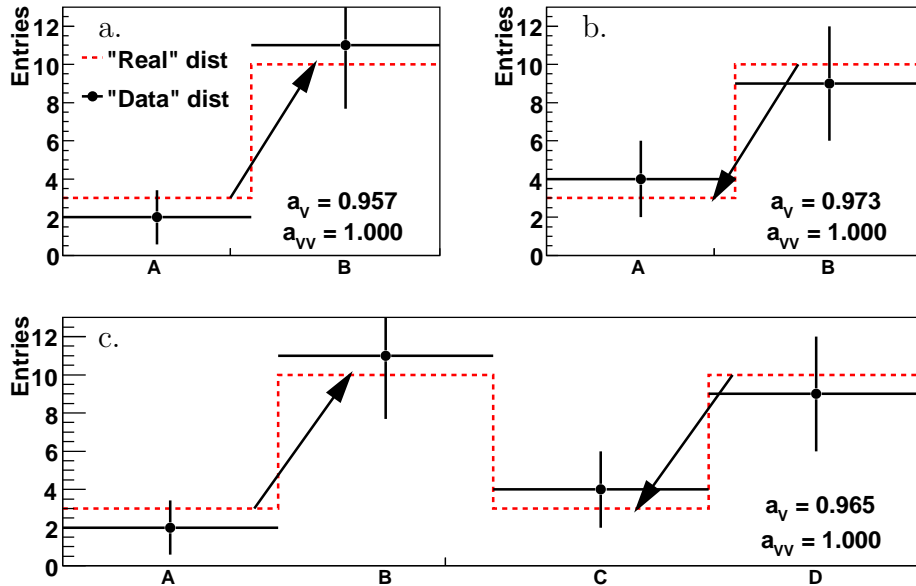 a.
Entries
12
10
8
6
4
2
0
"Real" dist
"Data" dist
a_V = 0.957
a_VV = 1.000
A B
b.
Entries
12
10
8
6
4
2
0
a_V = 0.973
a_VV = 1.000
A B
c.
Entries
12
10
8
6
4
2
0
a_V = 0.965
a_VV = 1.000
A B C D